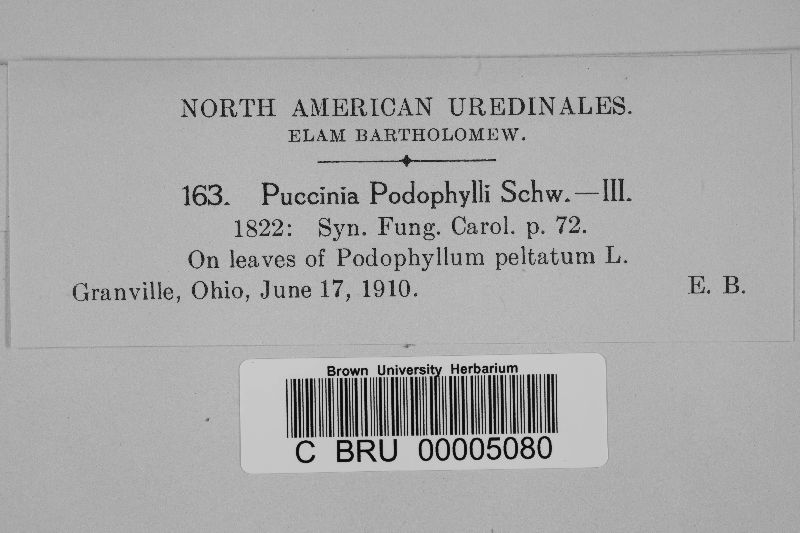 NORTH AMERICAN UREDINALES.
ELAM BARTHOLOMEW.
163. Puccinia Podophylli Schw.—III.
1822: Syn. Fung. Carol. p. 72.
On leaves of Podophyllum peltatum L.
Granville, Ohio, June 17, 1910. E. B.
Brown University Herbarium
C BRU 00005080